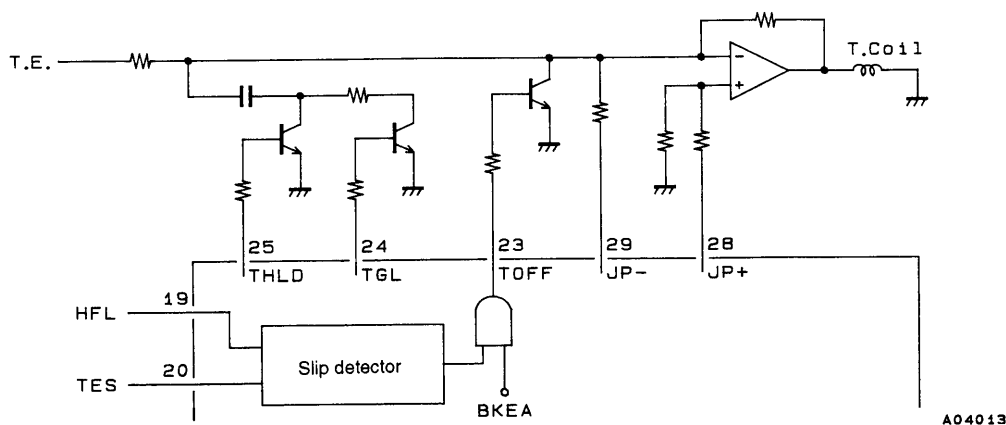 T.Coil
T.E.
-
+
25
24
23
29
28
THLD
TGL
TOFF
JP-
JP+
HFL
19
Slip detector
TES
20
BKEA
A04013